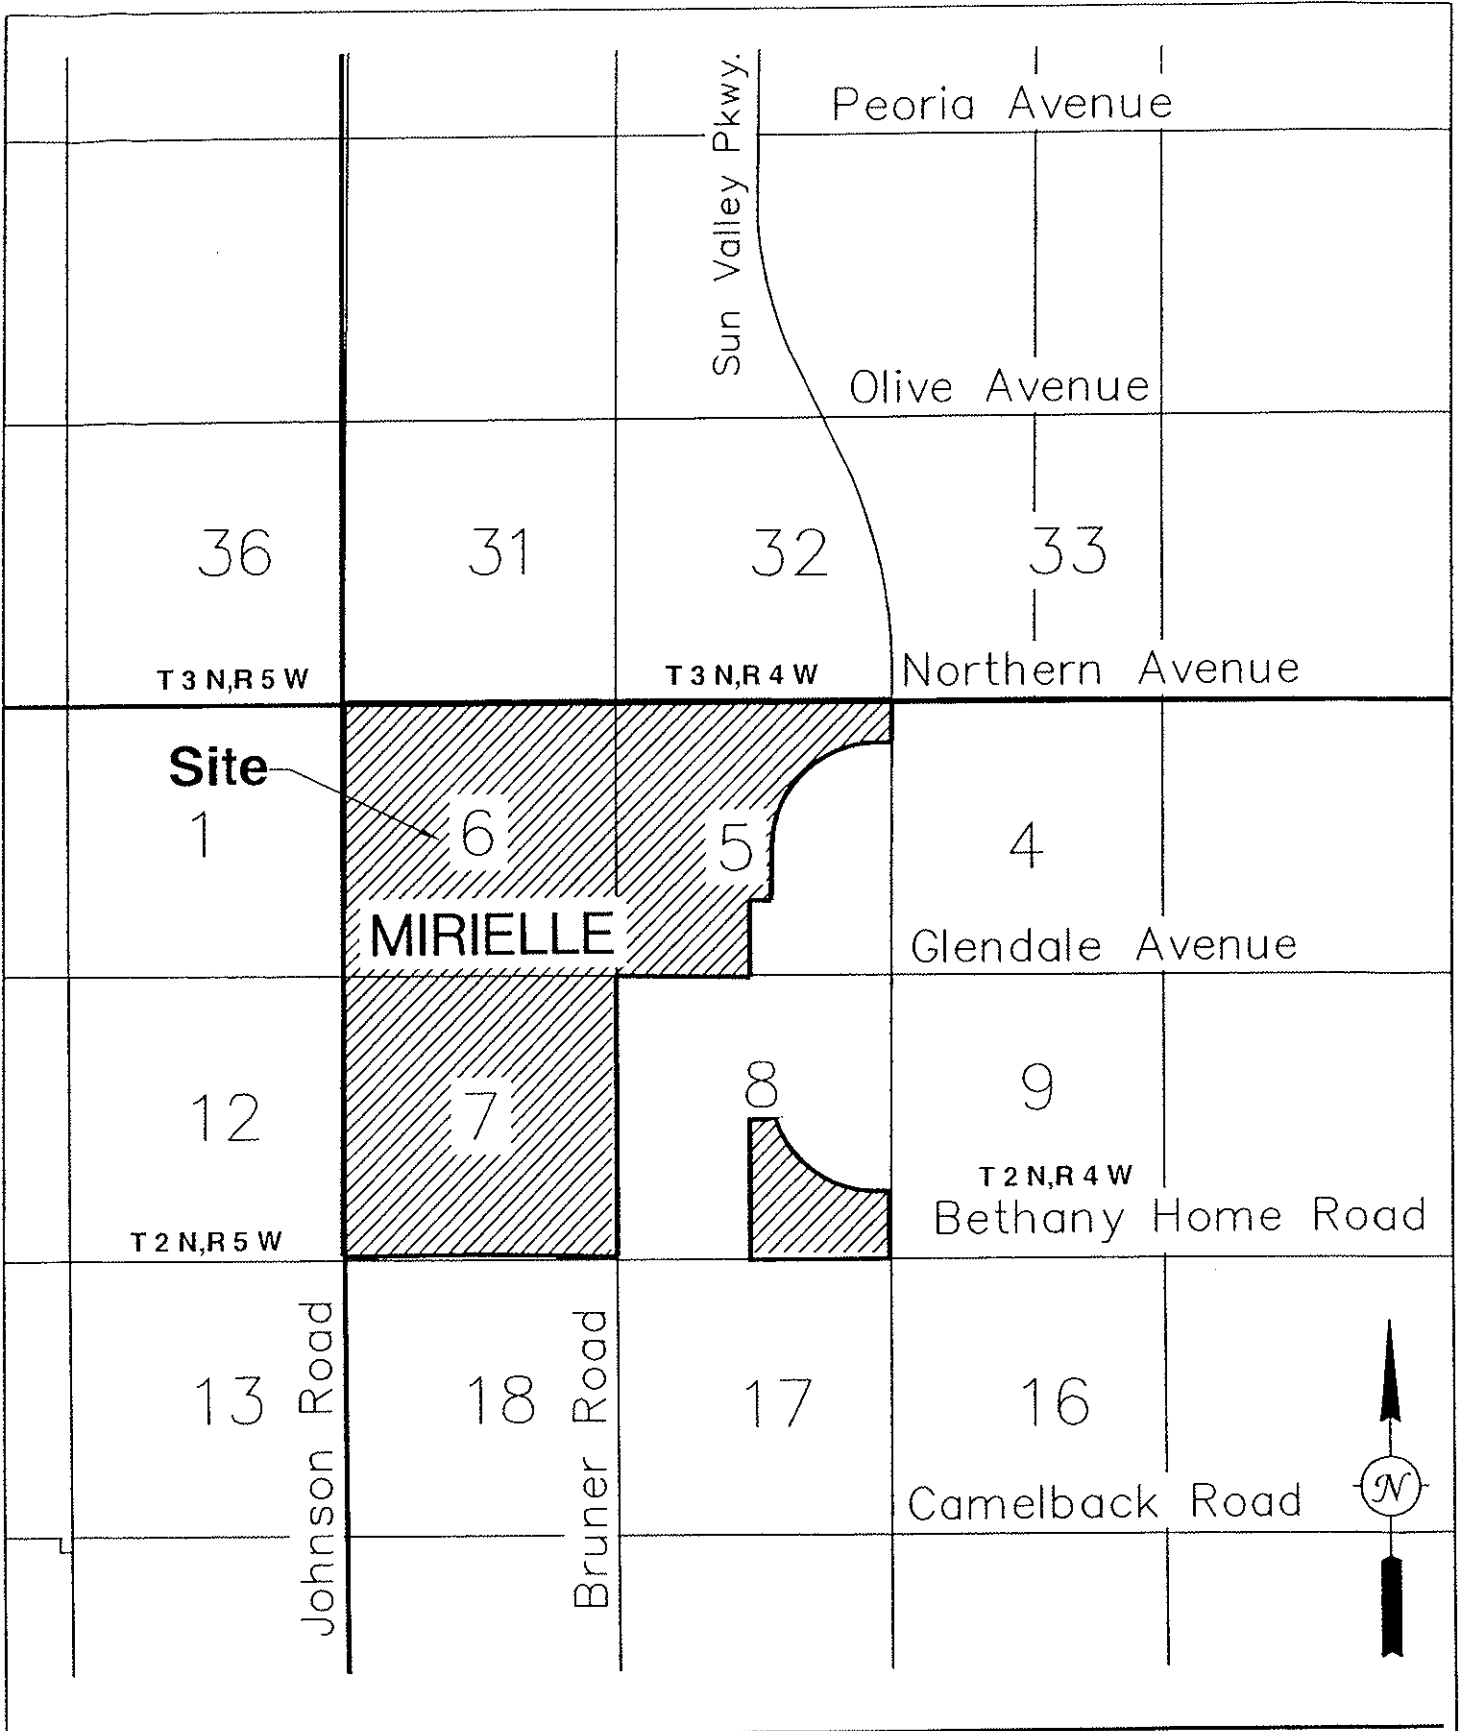 Peoria Avenue
Sun Valley Pkwy.
Olive Avenue
36
31
32
33
T 3 N,R 5 W
T 3 N,R 4 W
Northern Avenue
Site
1
6
5
4
MIRIELLE
Glendale Avenue
12
7
8
9
T 2 N,R 4 W
T 2 N,R 5 W
Bethany Home Road
Johnson Road
Bruner Road
13
18
17
16
Camelback Road
N